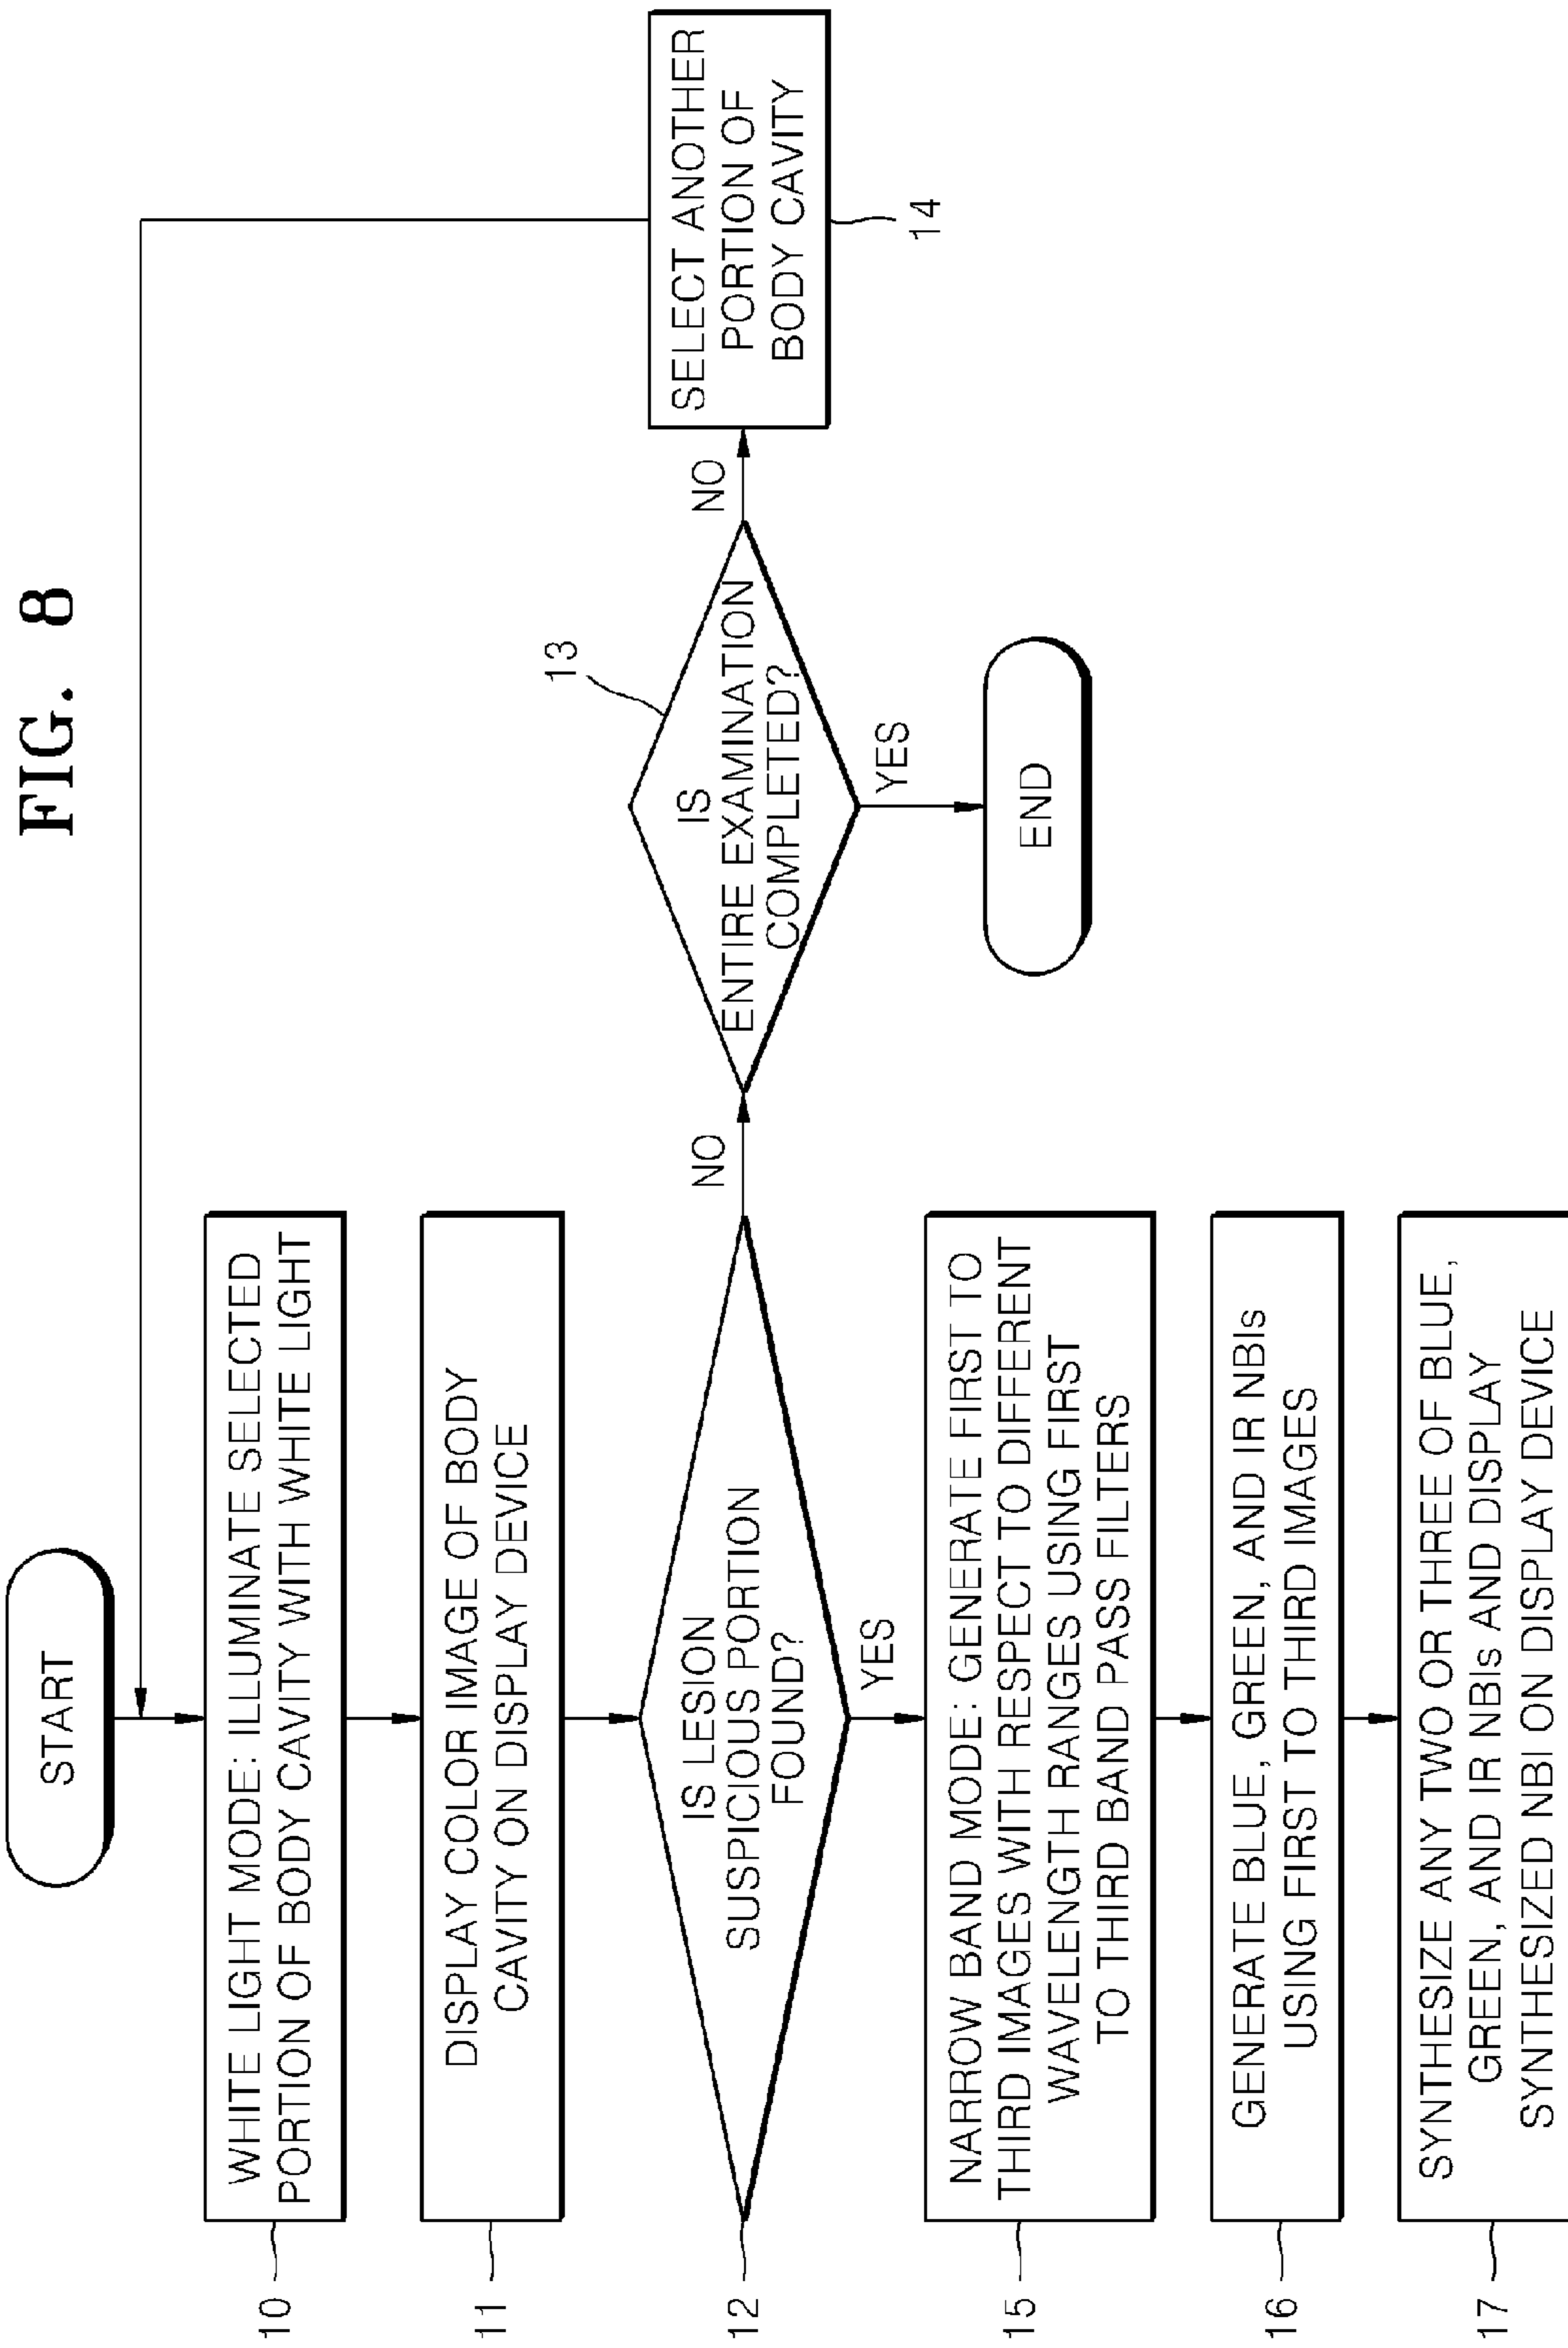 FIG. 8
START
10
WHITE LIGHT MODE: ILLUMINATE SELECTED
PORTION OF BODY CAVITY WITH WHITE LIGHT
11
DISPLAY COLOR IMAGE OF BODY
CAVITY ON DISPLAY DEVICE
12
IS LESION
SUSPICIOUS PORTION
FOUND?
NO
13
IS
ENTIRE EXAMINATION
COMPLETED?
NO
SELECT ANOTHER
PORTION OF
BODY CAVITY
14
YES
END
YES
15
NARROW BAND MODE: GENERATE FIRST TO
THIRD IMAGES WITH RESPECT TO DIFFERENT
WAVELENGTH RANGES USING FIRST
TO THIRD BAND PASS FILTERS
16
GENERATE BLUE, GREEN, AND IR NBIs
USING FIRST TO THIRD IMAGES
17
SYNTHESIZE ANY TWO OR THREE OF BLUE,
GREEN, AND IR NBIs AND DISPLAY
SYNTHESIZED NBI ON DISPLAY DEVICE